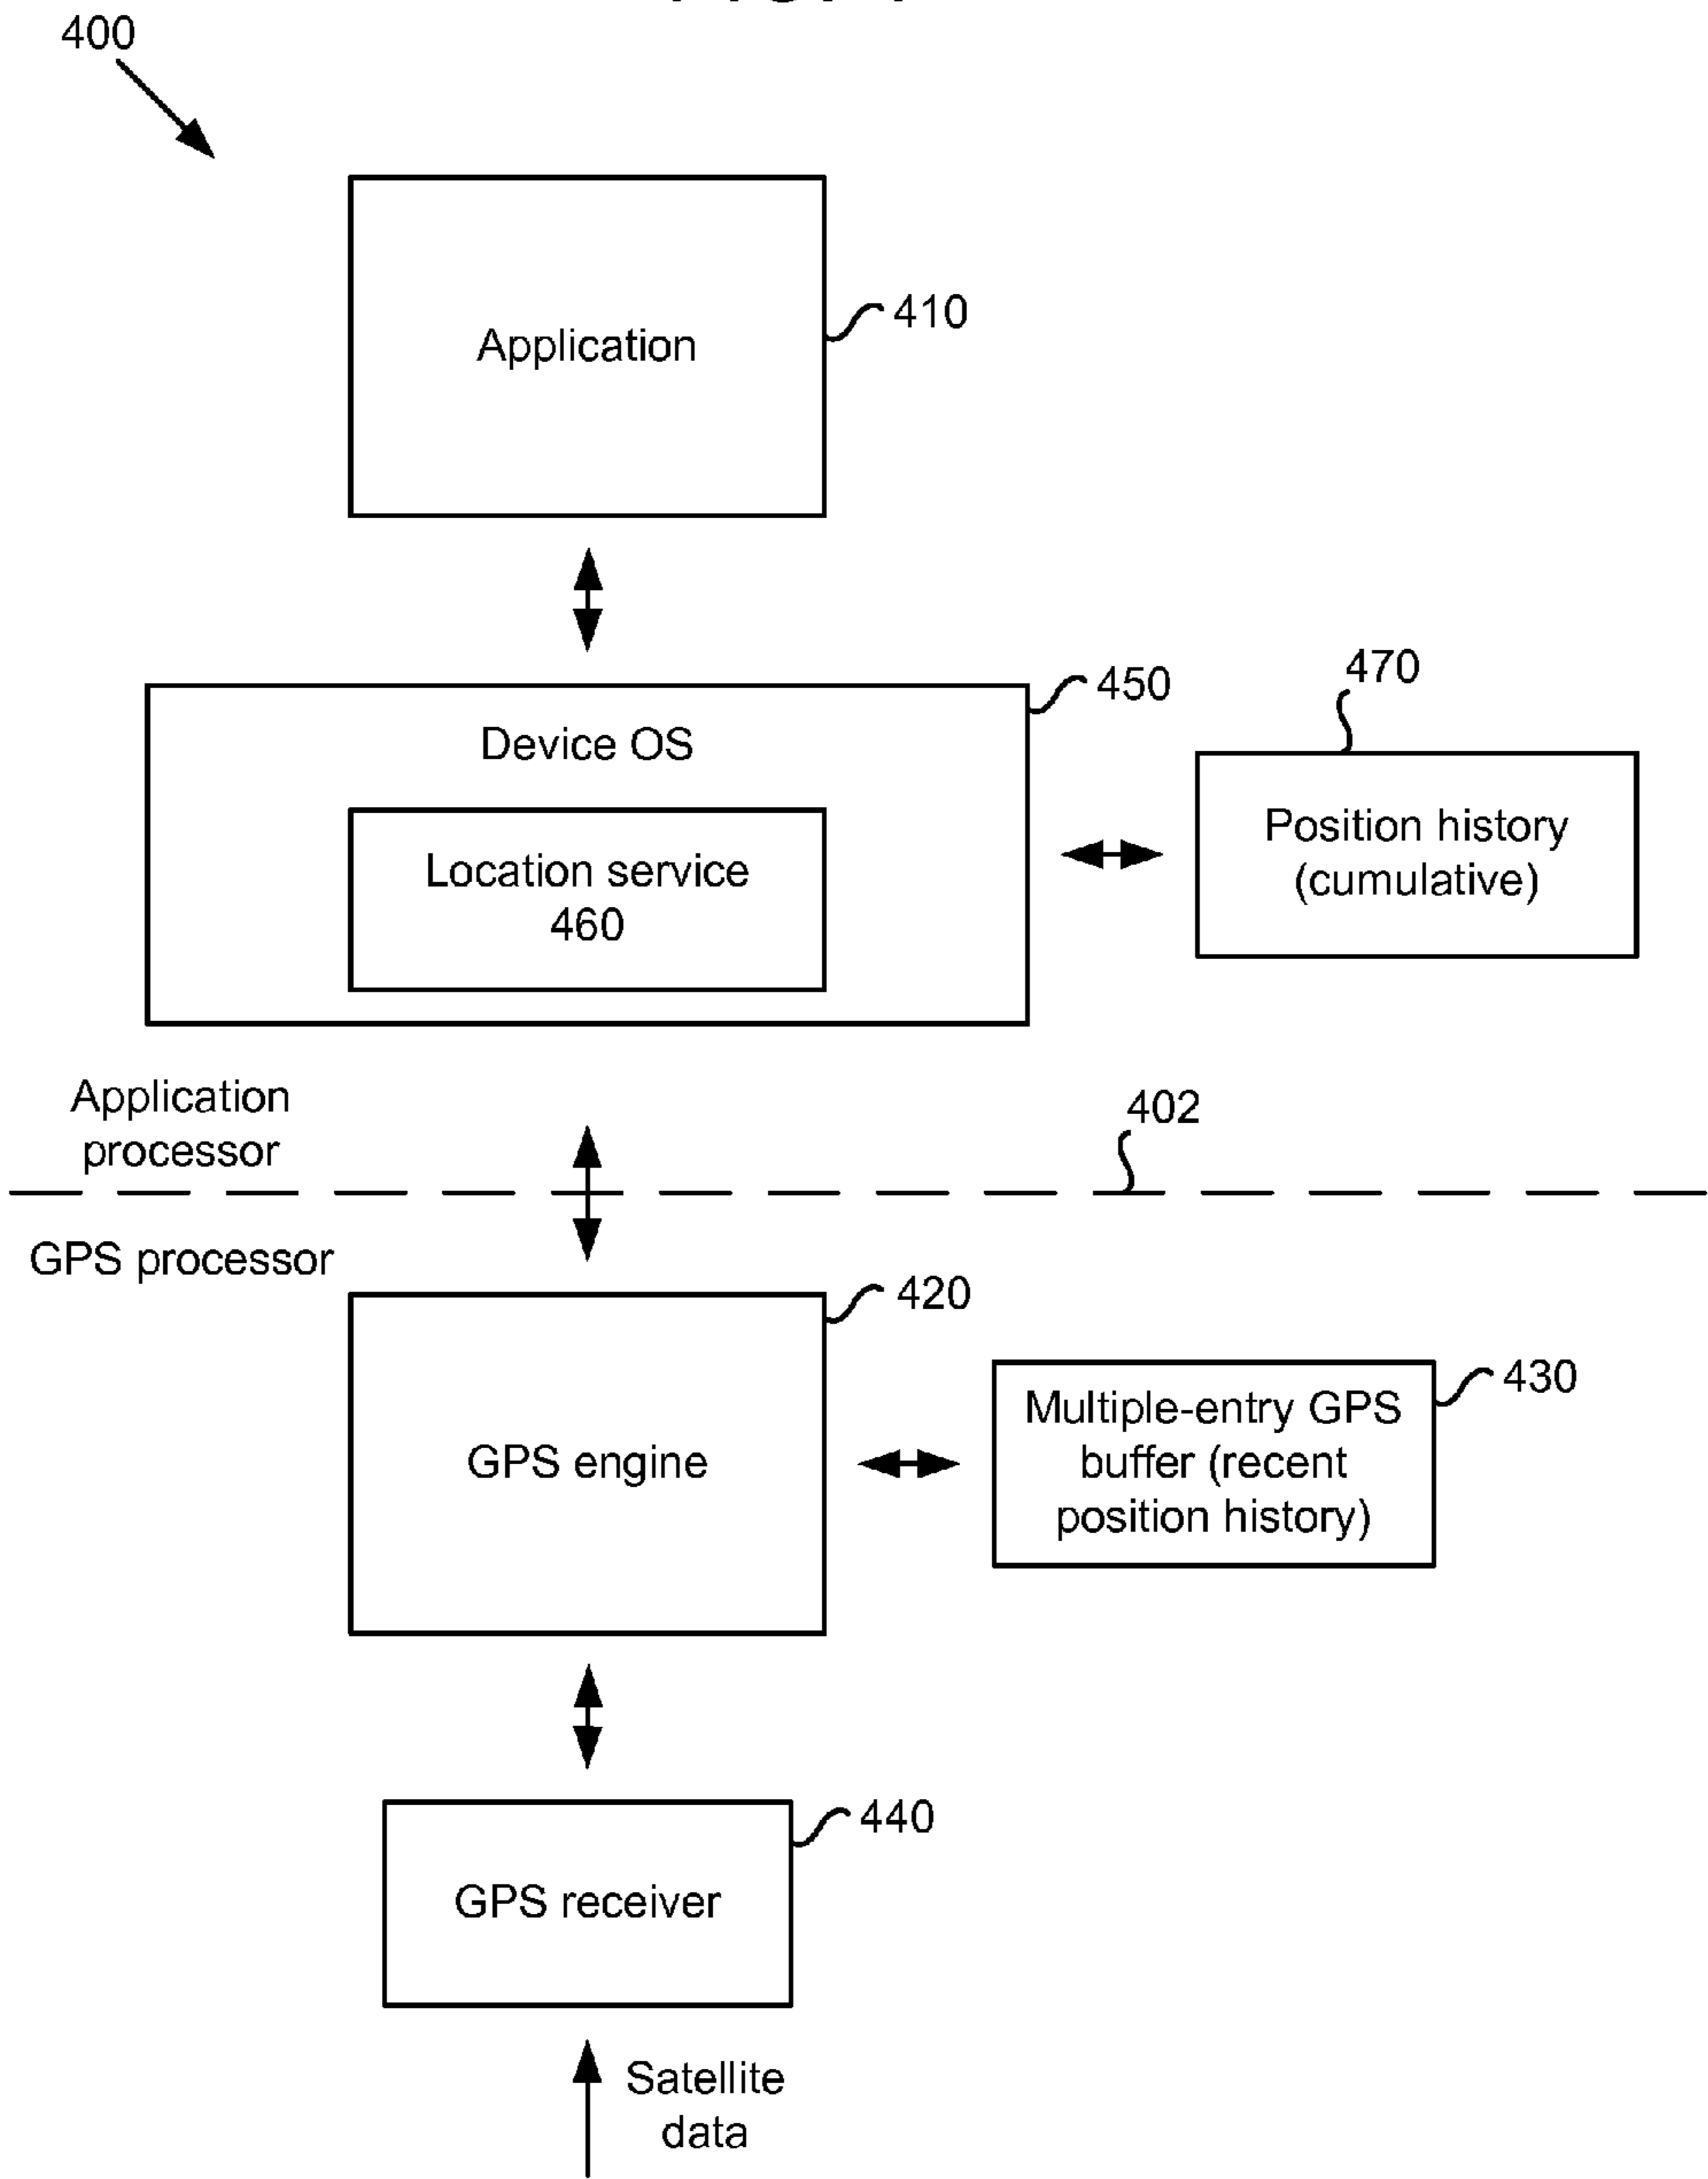 400
Application
410
Device OS
450
Location service
460
470
Position history
(cumulative)
Application
processor
402
GPS processor
420
GPS engine
Multiple-entry GPS
buffer (recent
position history)
430
440
GPS receiver
Satellite
data